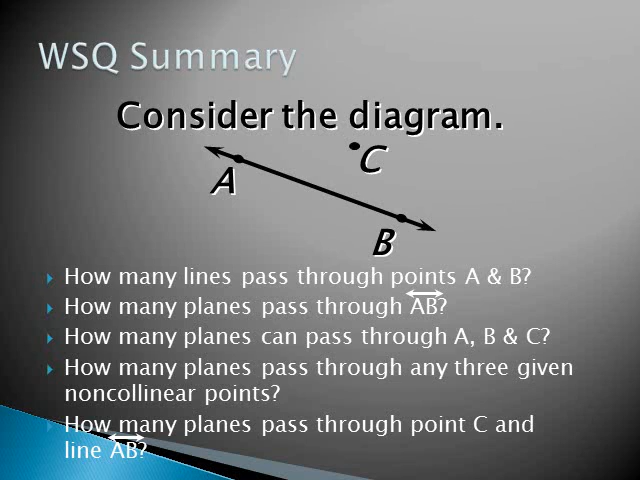 WSQ Summary
Consider the diagram.
C
A
B
How many lines pass through points A & B?
How many planes pass through AB?
How many planes can pass through A, B & C?
How many planes pass through any three given
noncollinear points?
How many planes pass through point C and
line AB?